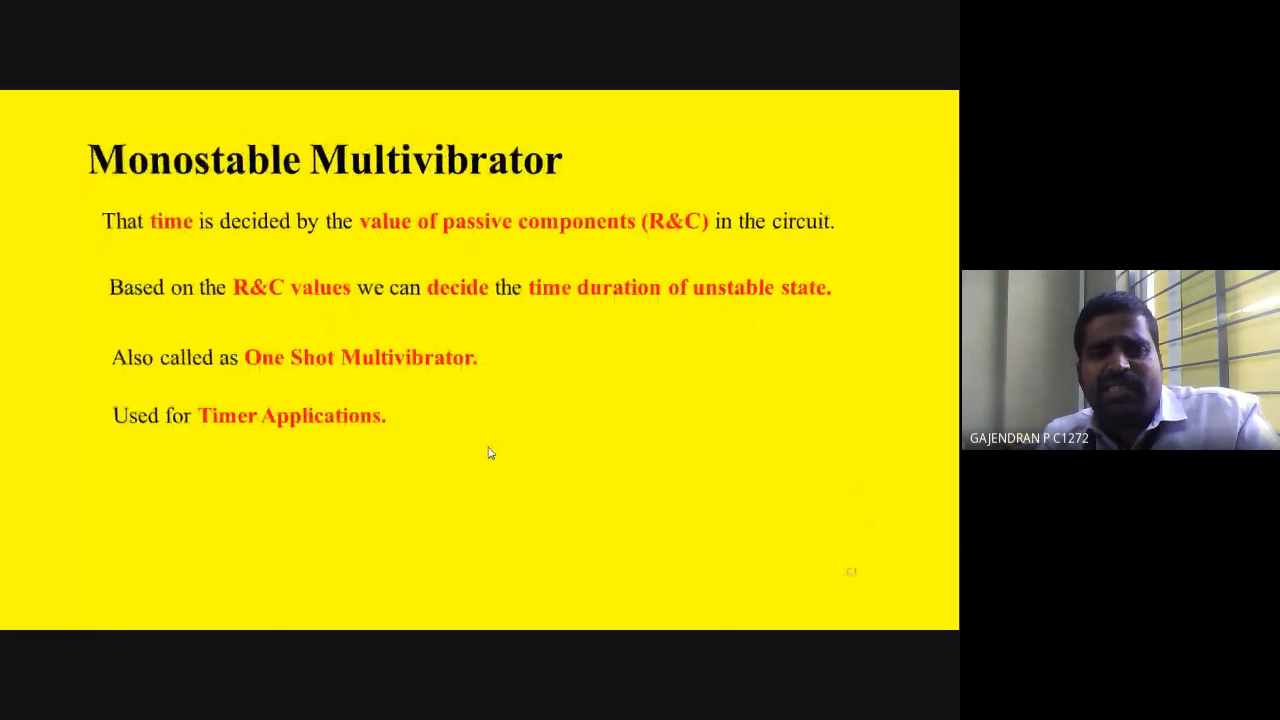 Monostable Multivibrator
That time is decided by the value of passive components (R&C) in the circuit.
Based on the R&C values we can decide the time duration of unstable state.
Also called as One Shot Multivibrator.
Used for Timer Applications.
GAJENDRAN P C1272